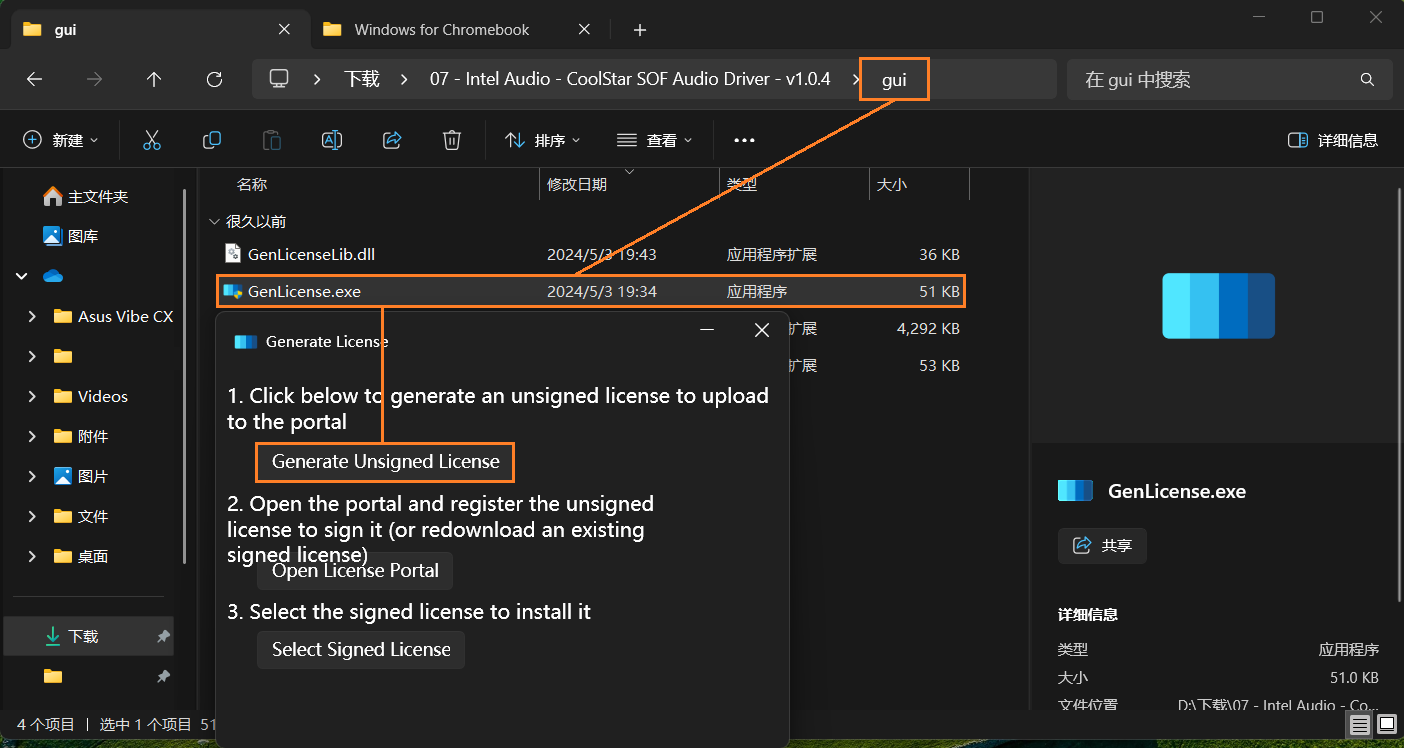 gui
Windows for Chromebook
下载
07 - Intel Audio - CoolStar SOF Audio Driver - v1.0.4
gui
在 gui 中搜索
新建
排序
查看
详细信息
主文件夹
图库
Asus Vibe CX
Videos
附件
图片
文件
桌面
下载
名称
修改日期
类型
大小
很久以前
GenLicenseLib.dll
2024/5/3 19:43
应用程序扩展
36 KB
GenLicense.exe
2024/5/3 19:34
应用程序
51 KB
扩展
4,292 KB
扩展
53 KB
Generate License
1. Click below to generate an unsigned license to upload
to the portal
Generate Unsigned License
2. Open the portal and register the unsigned
license to sign it (or redownload an existing
signed license)
Open License Portal
3. Select the signed license to install it
Select Signed License
GenLicense.exe
共享
详细信息
类型
应用程序
大小
51.0 KB
文件位置
D:\下载\07 - Intel Audio - Co...
4 个项目
选中 1 个项目 51